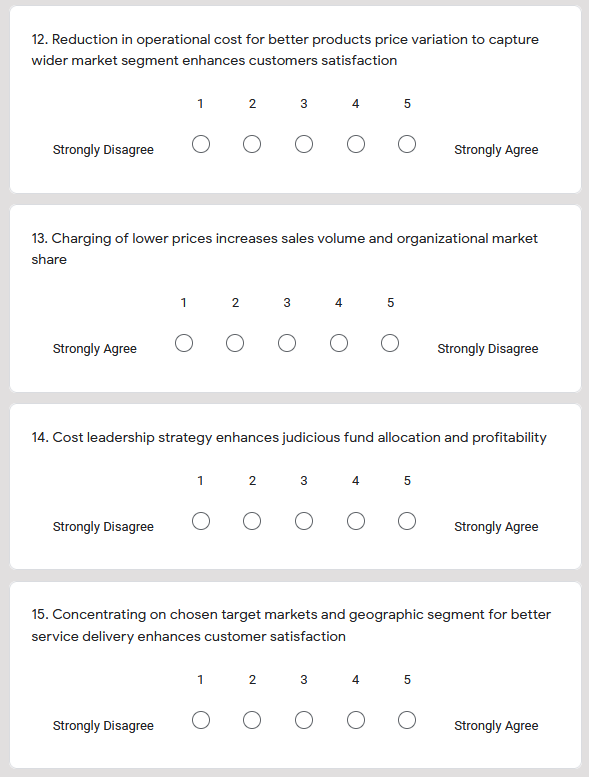 12. Reduction in operational cost for better products price variation to capture
wider market segment enhances customers satisfaction
1 2 3 4 5
Strongly Disagree Strongly Agree
13. Charging of lower prices increases sales volume and organizational market
share
1 2 3 4 5
Strongly Agree Strongly Disagree
14. Cost leadership strategy enhances judicious fund allocation and profitability
1 2 3 4 5
Strongly Disagree Strongly Agree
15. Concentrating on chosen target markets and geographic segment for better
service delivery enhances customer satisfaction
1 2 3 4 5
Strongly Disagree Strongly Agree